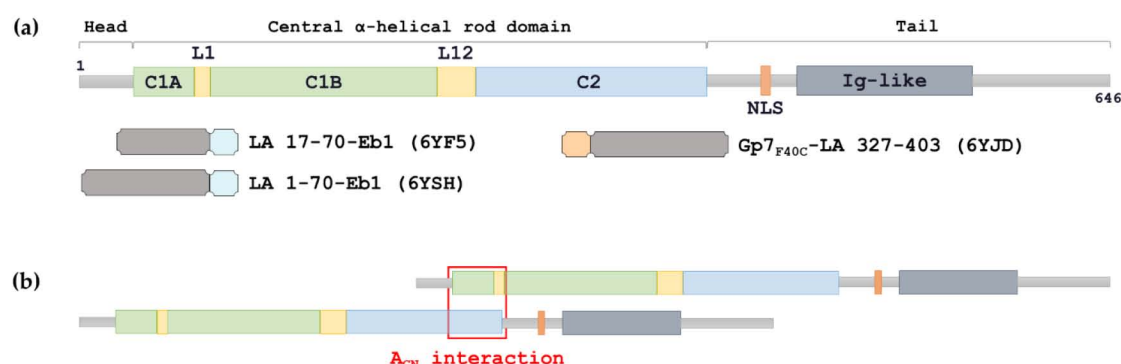 (a)
Head Central α-helical rod domain Tail
L1 L12
1
C1A C1B C2 Ig-like
NLS 646
LA 17-70-Eb1 (6YF5) Gp7F40C-LA 327-403 (6YJD)
LA 1-70-Eb1 (6YSH)
(b)
ACN interaction